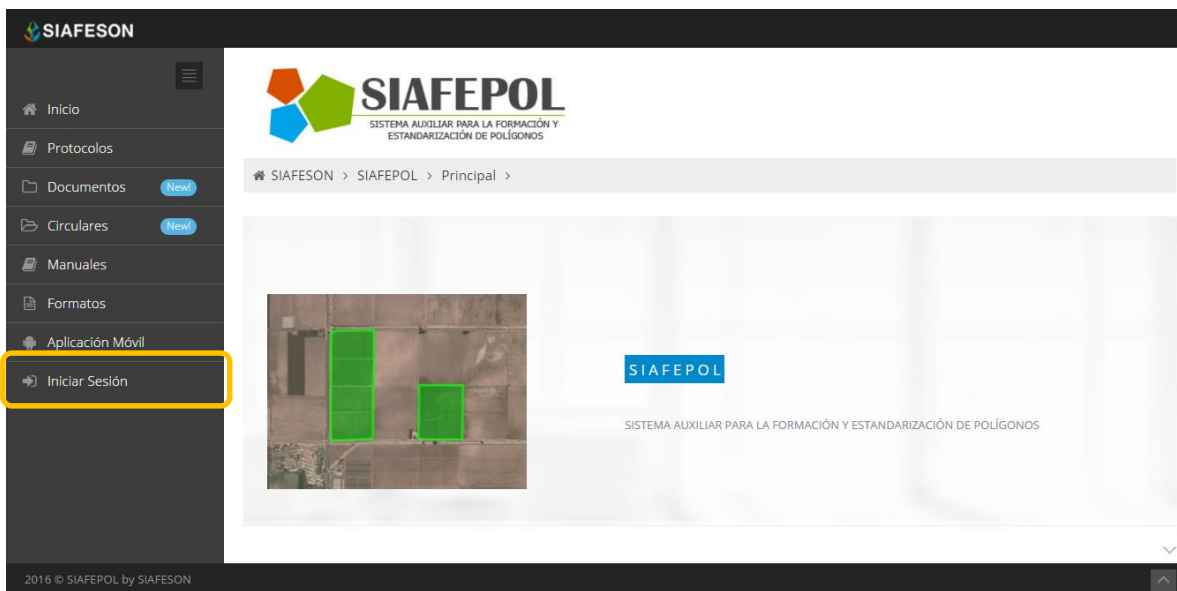 SIAFESON
Inicio
Protocolos
Documentos New!
Circulares New!
Manuales
Formatos
Aplicación Móvil
Iniciar Sesión
SIAFEPOL
SISTEMA AUXILIAR PARA LA FORMACIÓN Y
ESTANDARIZACIÓN DE POLÍGONOS
SIAFESON > SIAFEPOL > Principal >
SIAFEPOL
SISTEMA AUXILIAR PARA LA FORMACIÓN Y ESTANDARIZACIÓN DE POLÍGONOS
2016 © SIAFEPOL by SIAFESON